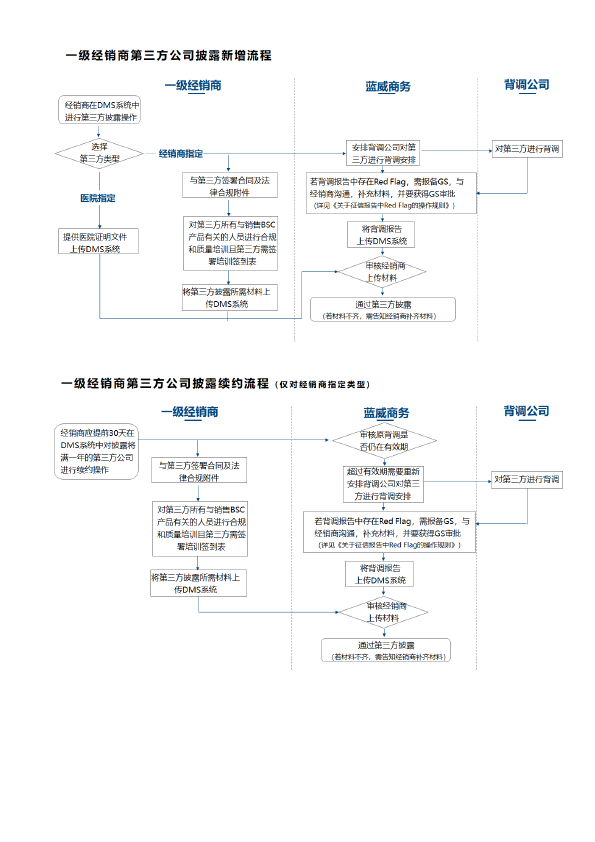 一级经销商第三方公司披露新增流程
一级经销商
蓝威商务
背调公司
经销商在DMS系统中
进行第三方披露操作
选择
第三方类型
经销商指定
安排背调公司对第
三方进行背调安排
对第三方进行背调
与第三方签署合同及法
律合规附件
若背调报告中存在Red Flag，需报备GS，与
经销商沟通，补充材料，并要获得GS审批
（详见《关于征信报告中Red Flag的操作规则》）
医院指定
对第三方所有与销售BSC
产品有关的人员进行合规
和质量培训且第三方需签
署培训签到表
将背调报告
上传DMS系统
提供医院证明文件
上传DMS系统
审核经销商
上传材料
将第三方披露所需材料上
传DMS系统
通过第三方披露
（若材料不齐，需告知经销商补齐材料）
一级经销商第三方公司披露续约流程（仅对经销商指定类型）
一级经销商
蓝威商务
背调公司
经销商应提前30天在
DMS系统中对披露将
满一年的第三方公司
进行续约操作
审核原背调是
否仍在有效期
与第三方签署合同及法
律合规附件
超过有效期需要重新
安排背调公司对第三
方进行背调安排
对第三方进行背调
对第三方所有与销售BSC
产品有关的人员进行合规
和质量培训且第三方需签
署培训签到表
若背调报告中存在Red Flag，需报备GS，与
经销商沟通，补充材料，并要获得GS审批
（详见《关于征信报告中Red Flag的操作规则》）
将背调报告
上传DMS系统
将第三方披露所需材料上
传DMS系统
审核经销商
上传材料
通过第三方披露
（若材料不齐，需告知经销商补齐材料）